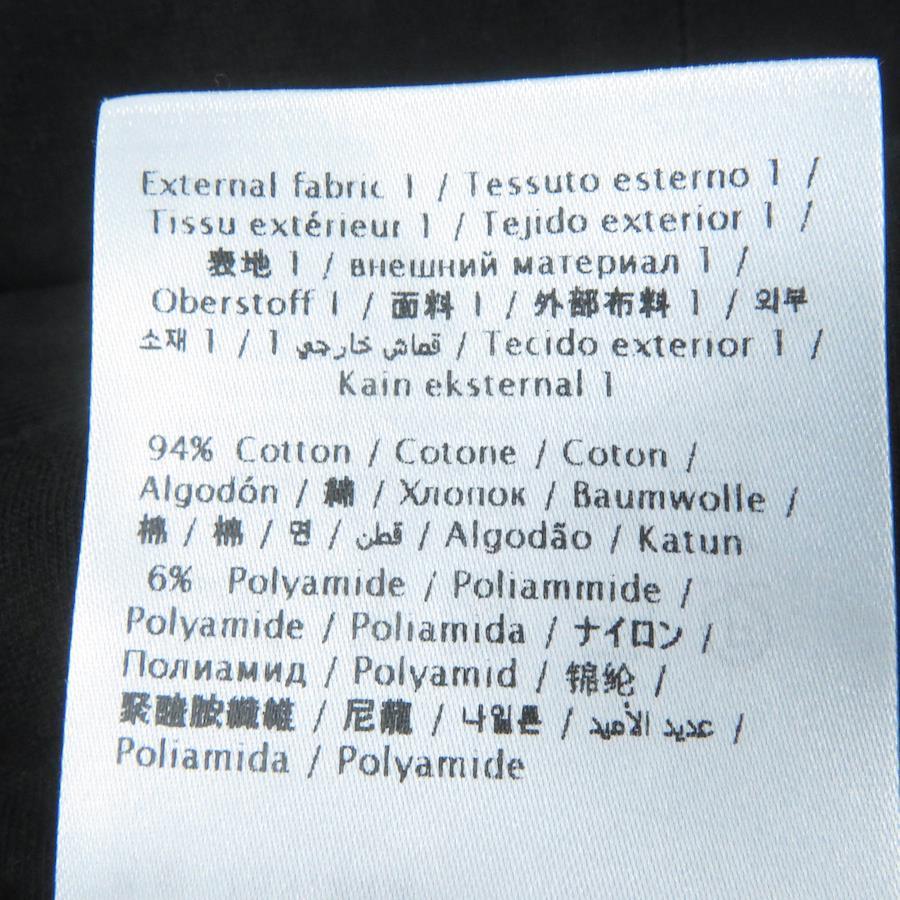 External fabric 1 / Tessuto esterno 1 /
Tissu extérieur 1 / Tejido exterior 1 /
表地 1 / внешний материал 1 /
Oberstoff 1 / 面料 1 / 外部布料 1 / 외부
소재 1 / 1 قماش خارجي / Tecido exterior 1 /
Kain eksternal 1
94% Cotton / Cotone / Coton /
Algodón / 綿 / Хлопок / Baumwolle /
棉 / 棉 / 면 / قطن / Algodão / Katun
6% Polyamide / Poliammide /
Polyamide / Poliamida / ナイロン /
Полиамид / Polyamid / 锦纶 /
聚醯胺纖維 / 尼龍 / 나일론 / عديد الأميد /
Poliamida / Polyamide